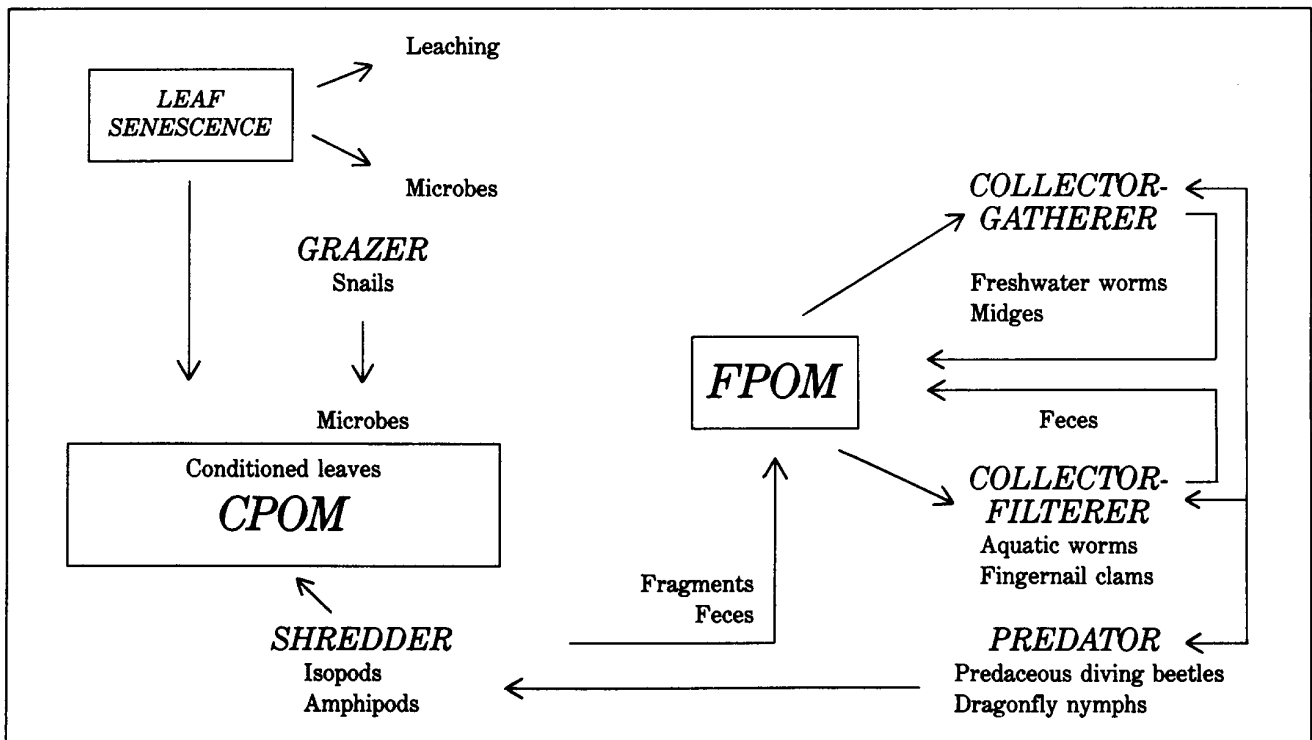 Leaching
LEAF
SENESCENCE
Microbes
GRAZER
Snails
Microbes
Conditioned leaves
CPOM
SHREDDER
Isopods
Amphipods
Fragments
Feces
FPOM
COLLECTOR-
GATHERER
Freshwater worms
Midges
Feces
COLLECTOR-
FILTERER
Aquatic worms
Fingernail clams
PREDATOR
Predaceous diving beetles
Dragonfly nymphs